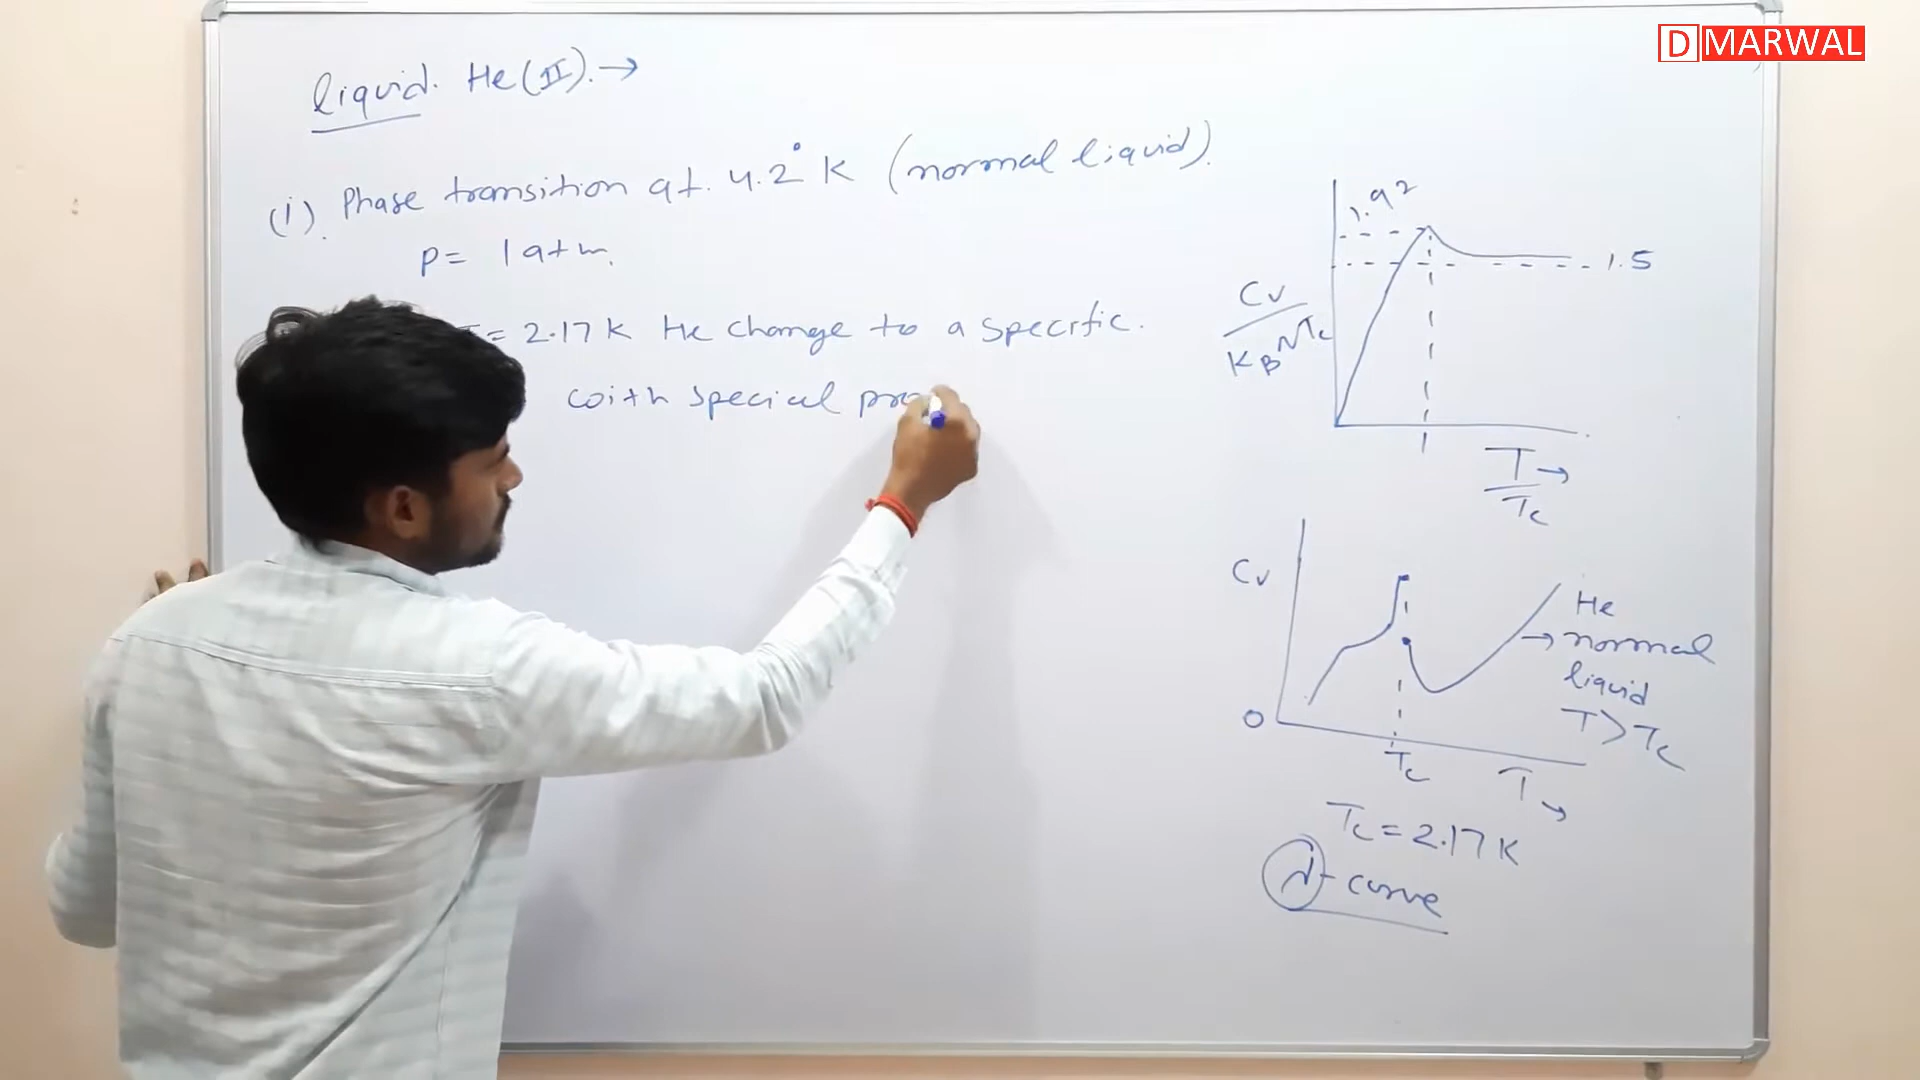 D MARWAL
liquid. He(II). →
(i). Phase transition at. 4.2° K (normal liquid).
P = 1 atm.
= 2.17 K He change to a specific.
with special pro
1.92
1.5
Cv
KB N Tc
T →
Tc
Cv
He
→ normal
liquid
T > Tc
O
Tc
T →
Tc = 2.17 K
λ - curve